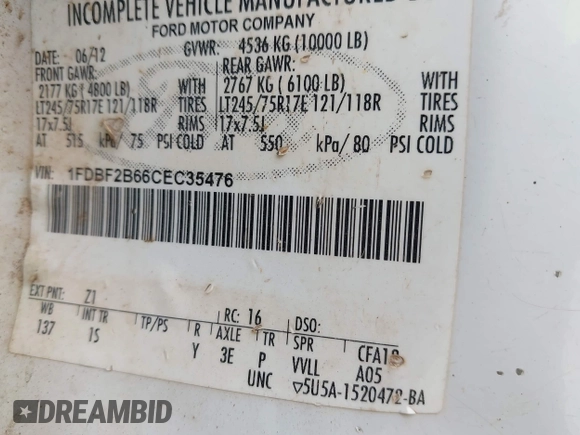 INCOMPLETE VEHICLE MANUFACTURED
FORD MOTOR COMPANY
DATE: 06/12 GVWR: 4536 KG (10000 LB)
FRONT GAWR: REAR GAWR:
2177 KG (4800 LB) WITH 2767 KG (6100 LB) WITH
LT245/75R17E 121/118R TIRES LT245/75R17E 121/118R TIRES
17x7.5J RIMS 17x7.5J RIMS
AT 515 kPa/ 75 PSI COLD AT 550 kPa/ 80 PSI COLD
VIN: 1FDBF2B66CEC35476
EXT PNT: Z1 RC: 16 DSO:
WB INT TR TP/PS R AXLE TR SPR
137 1S Y 3E P VVLL A05
UNC ▽5U5A-1520472-BA
DREAMBID